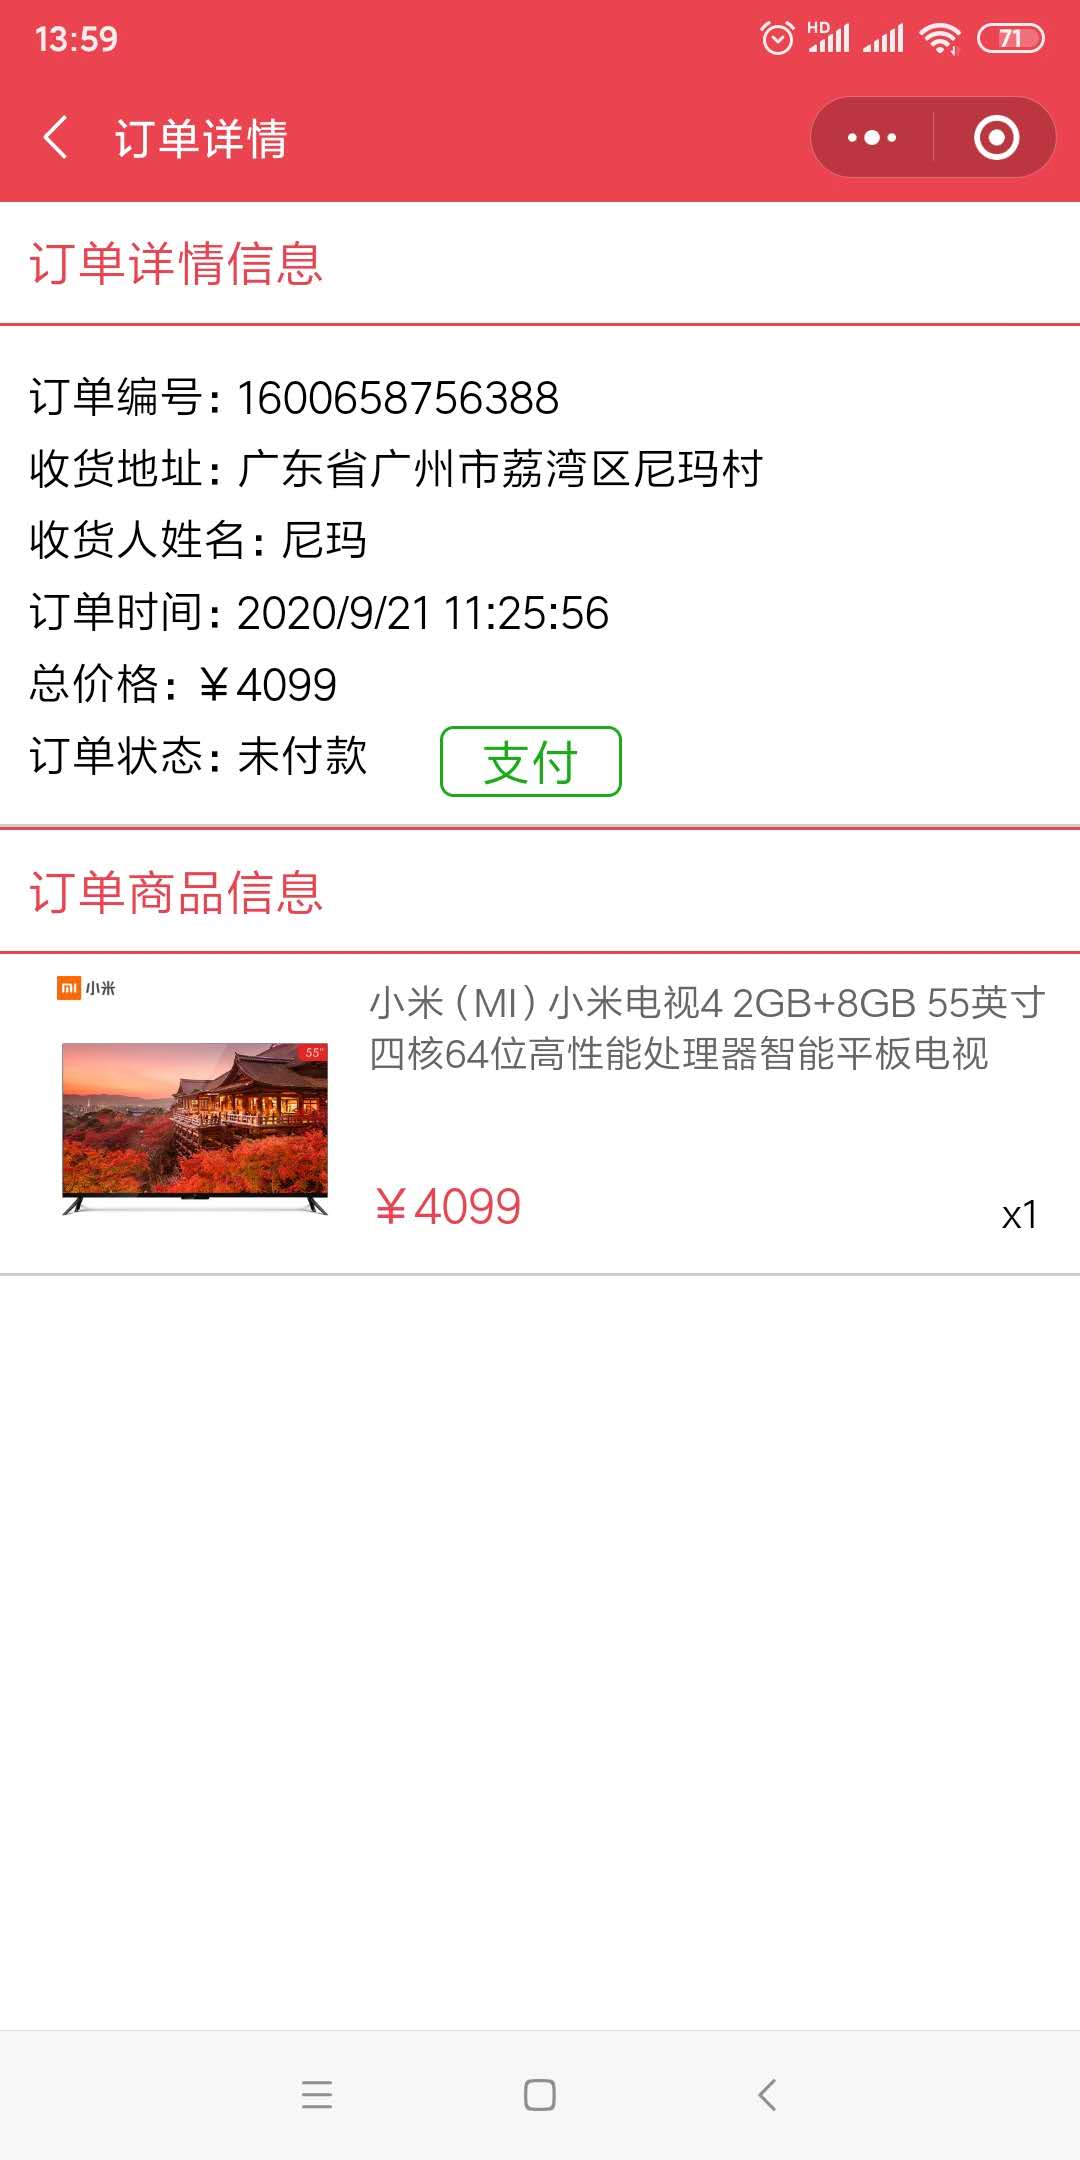 13:59
HD
71
订单详情
订单详情信息
订单编号：1600658756388
收货地址：广东省广州市荔湾区尼玛村
收货人姓名：尼玛
订单时间：2020/9/21 11:25:56
总价格：￥4099
订单状态：未付款
支付
订单商品信息
mi 小米
55"
小米（MI）小米电视4 2GB+8GB 55英寸
四核64位高性能处理器智能平板电视
￥4099
x1